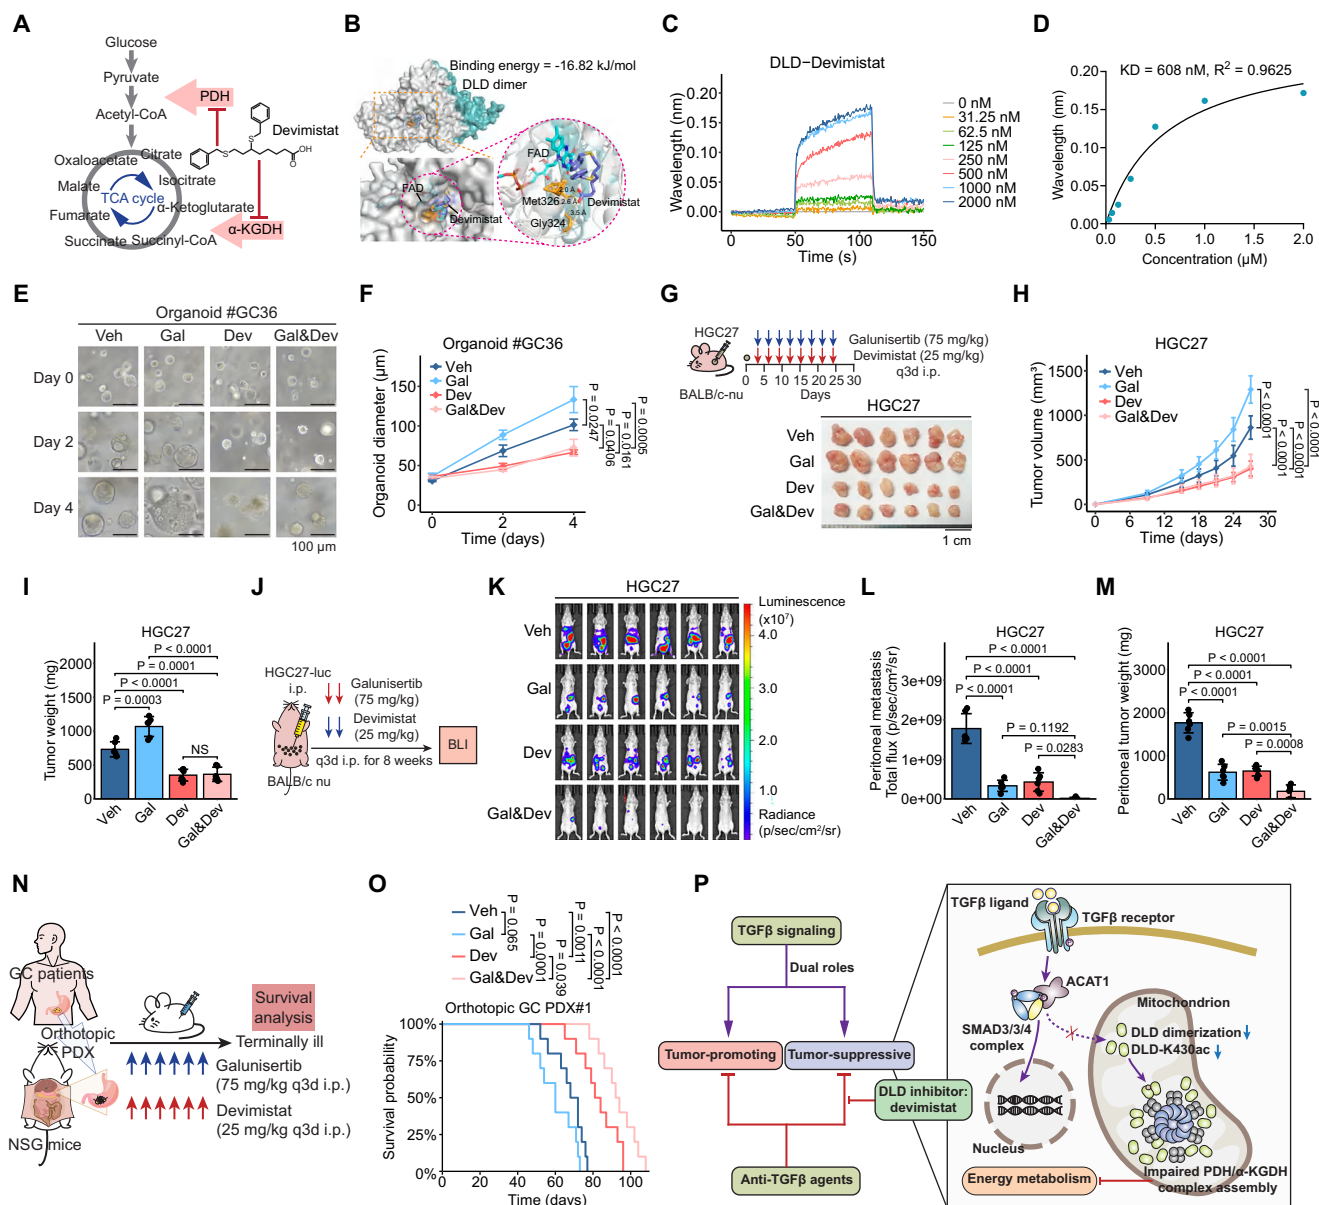 A
Glucose
Pyruvate
Acetyl-CoA
PDH
Devimistat
OH
O
S
S
Oxaloacetate
Citrate
Isocitrate
Malate
TCA cycle
α-Ketoglutarate
Fumarate
Succinate
Succinyl-CoA
α-KGDH
B
Binding energy = -16.82 kJ/mol
DLD dimer
FAD
Devimistat
FAD
Met326
2.0 Å
2.6 Å
3.5 Å
Devimistat
Gly324
C
DLD−Devimistat
Wavelength (nm)
0.20
0.15
0.10
0.05
0.00
0 50 100 150
Time (s)
0 nM
31.25 nM
62.5 nM
125 nM
250 nM
500 nM
1000 nM
2000 nM
D
KD = 608 nM, R² = 0.9625
Wavelength (nm)
0.20
0.15
0.10
0.05
0.00
0.0 0.5 1.0 1.5 2.0
Concentration (µM)
E
Organoid #GC36
Veh Gal Dev Gal&Dev
Day 0
Day 2
Day 4
100 µm
F
Organoid #GC36
Organoid diameter (µm)
150
100
50
0
0 2 4
Time (days)
Veh
Gal
Dev
Gal&Dev
P = 0.0247
P = 0.0406
P = 0.0161
P = 0.0005
G
HGC27
BALB/c-nu
Galunisertib (75 mg/kg)
Devimistat (25 mg/kg)
q3d i.p.
0 5 10 15 20 25 30
Days
HGC27
Veh
Gal
Dev
Gal&Dev
1 cm
H
HGC27
Tumor volume (mm³)
1500
1000
500
0
0 6 12 18 24 30
Time (days)
Veh
Gal
Dev
Gal&Dev
P < 0.0001
P < 0.0001
P < 0.0001
P < 0.0001
I
HGC27
Tumor weight (mg)
2000
1500
1000
500
0
P < 0.0001
P = 0.0001
P < 0.0001
P = 0.0003
NS
Veh Gal Dev Gal&Dev
J
HGC27-luc
i.p.
Galunisertib
(75 mg/kg)
Devimistat
(25 mg/kg)
q3d i.p. for 8 weeks
BALB/c nu
BLI
K
HGC27
Veh
Gal
Dev
Gal&Dev
Luminescence
(x10⁷)
4.0
3.0
2.0
1.0
Radiance
(p/sec/cm²/sr)
L
HGC27
Peritoneal metastasis
Total flux (p/sec/cm²/sr)
3e+09
2e+09
1e+09
0e+00
P < 0.0001
P < 0.0001
P < 0.0001
P = 0.1192
P = 0.0283
Veh Gal Dev Gal&Dev
M
HGC27
Peritoneal tumor weight (mg)
3000
2000
1000
0
P < 0.0001
P < 0.0001
P < 0.0001
P = 0.0015
P = 0.0008
Veh Gal Dev Gal&Dev
N
GC patients
Orthotopic
PDX
NSG mice
Survival
analysis
Terminally ill
Galunisertib
(75 mg/kg q3d i.p.)
Devimistat
(25 mg/kg q3d i.p.)
O
Veh
Gal
Dev
Gal&Dev
P = 0.065
P = 0.0001
P = 0.039
P = 0.0011
P < 0.0001
P < 0.0001
Orthotopic GC PDX#1
Survival probability
100%
75%
50%
25%
0%
0 20 40 60 80 100
Time (days)
P
TGFβ signaling
Dual roles
Tumor-promoting
Tumor-suppressive
DLD inhibitor:
devimistat
Anti-TGFβ agents
TGFβ ligand
TGFβ receptor
ACAT1
SMAD3/3/4
complex
Mitochondrion
DLD dimerization
DLD-K430ac
Nucleus
Energy metabolism
Impaired PDH/α-KGDH
complex assembly